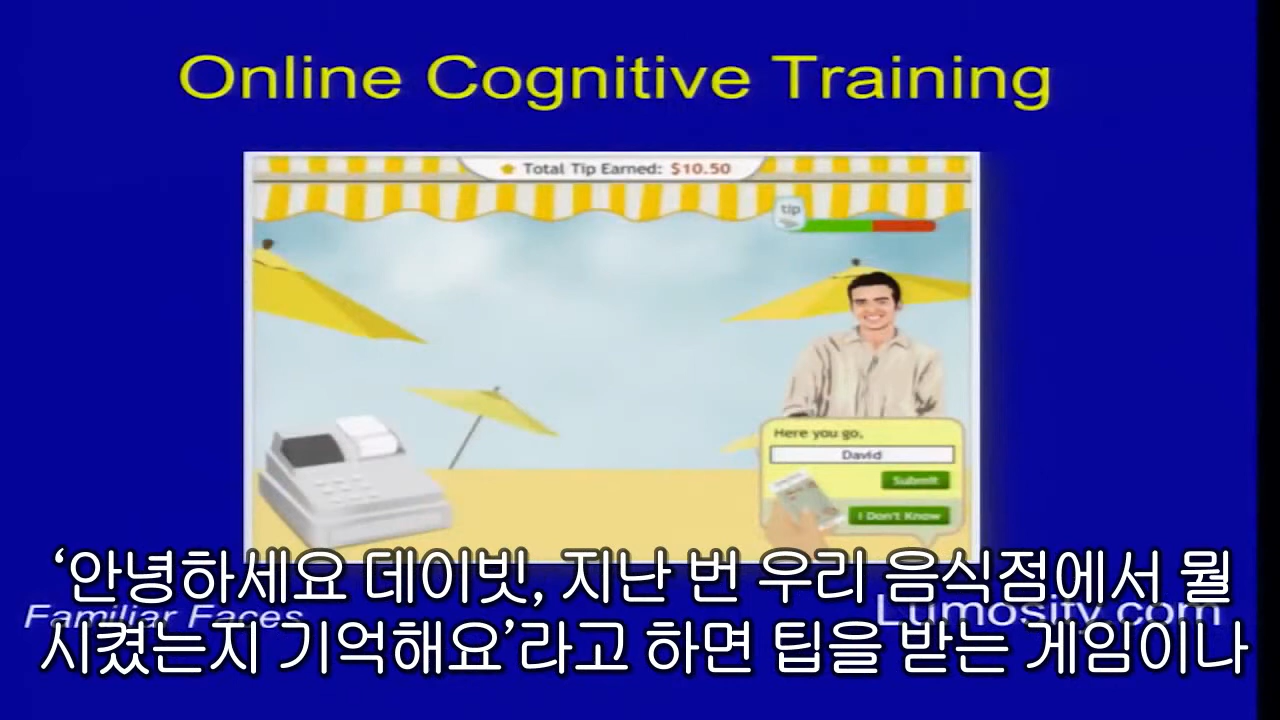 Online Cognitive Training
Total Tip Earned: $10.50
tip
Here you go,
David
Submit
I Don't Know
Familiar Faces
Lumosity.com
‘안녕하세요 데이빗, 지난 번 우리 음식점에서 뭘
시켰는지 기억해요’라고 하면 팁을 받는 게임이나